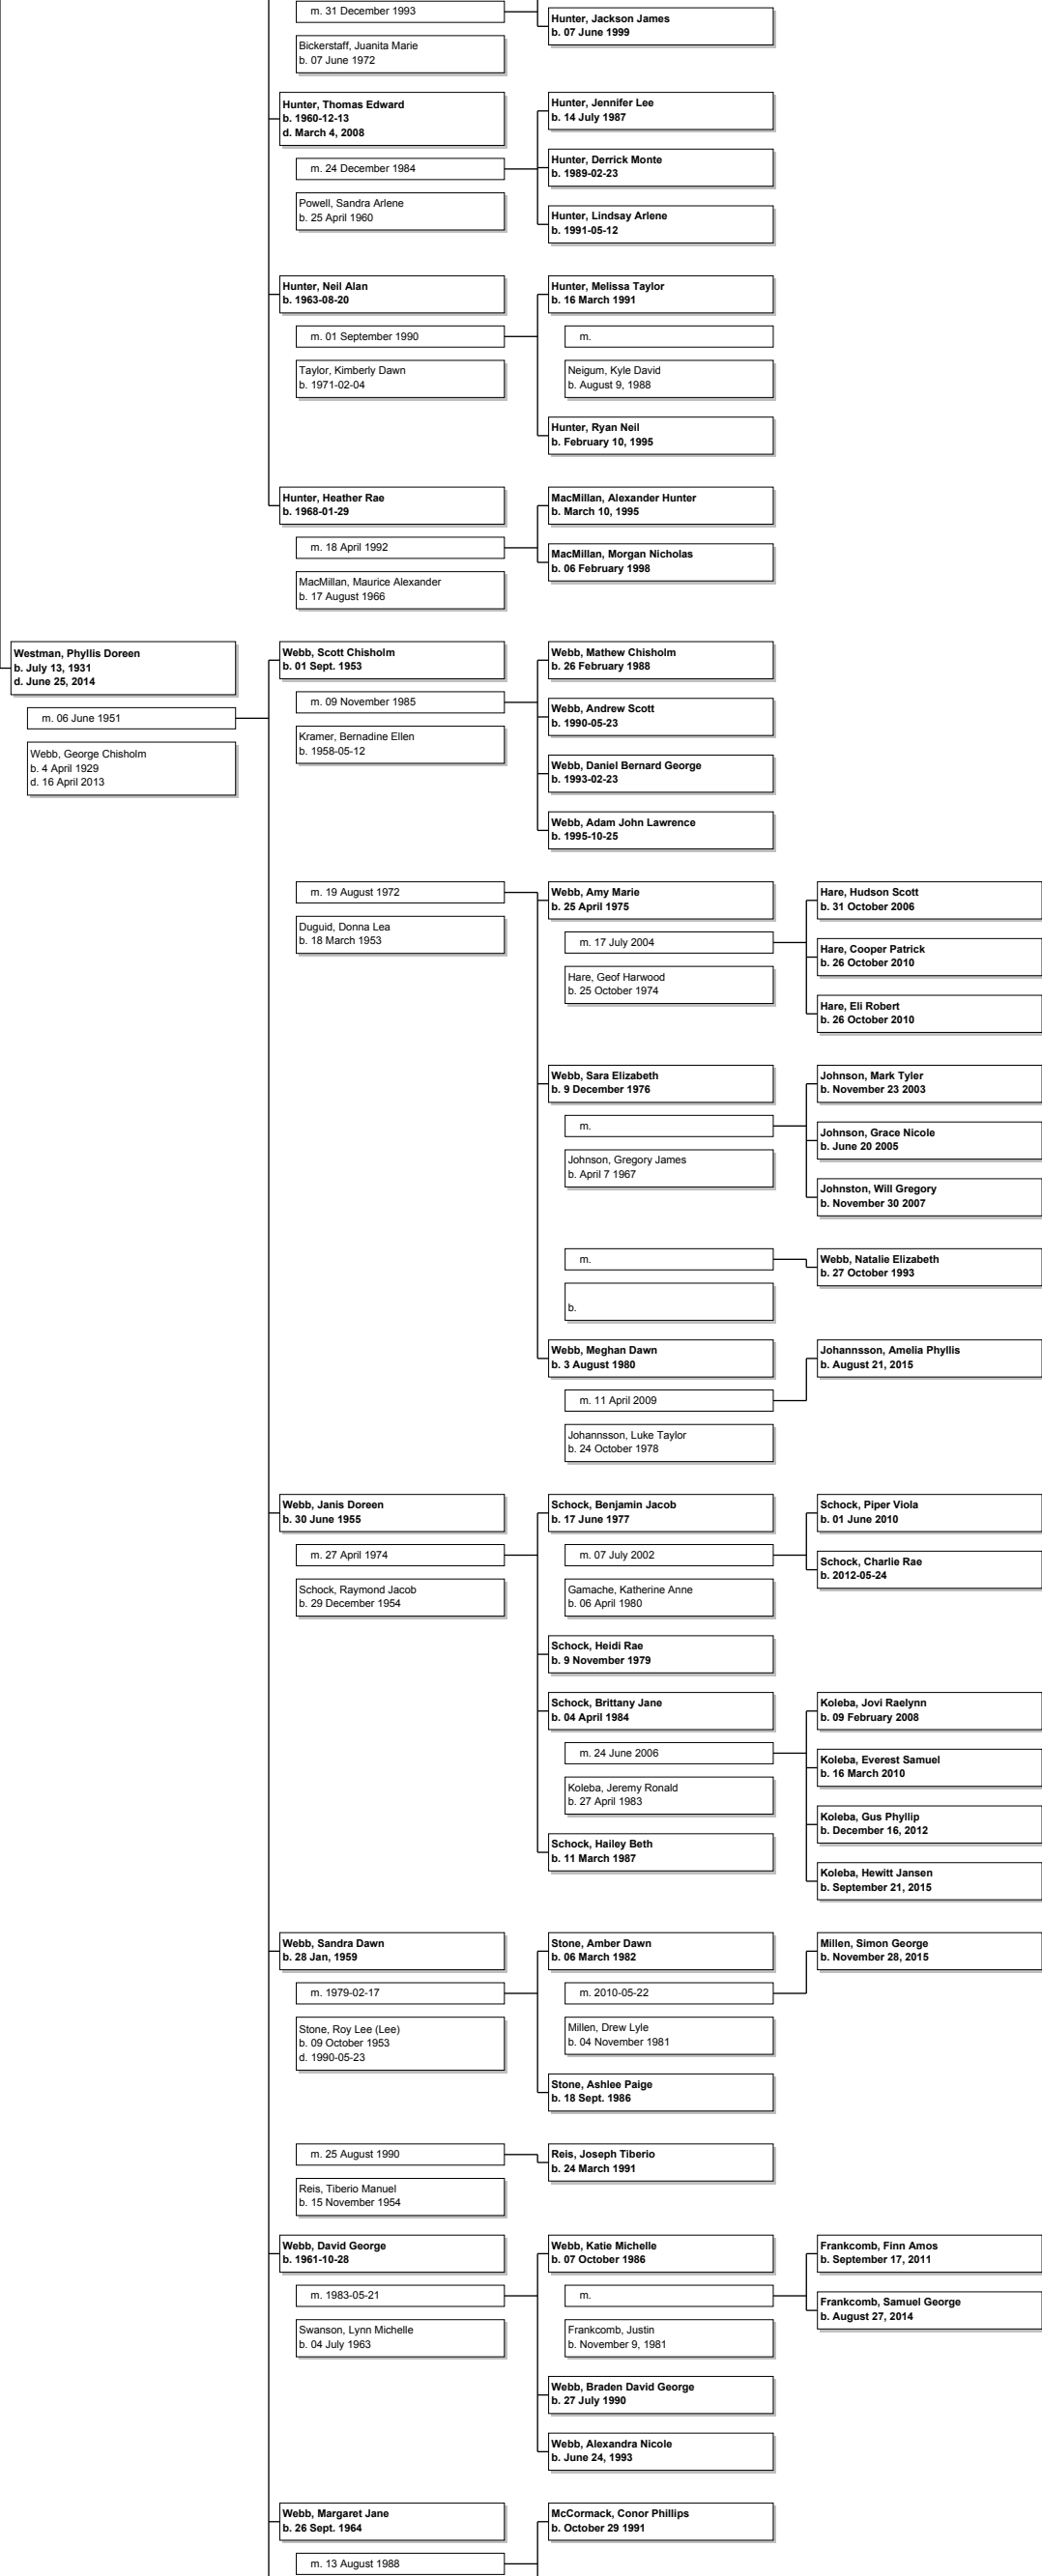 m. 31 December 1993
Hunter, Jackson James
b. 07 June 1999
Bickerstaff, Juanita Marie
b. 07 June 1972
Hunter, Thomas Edward
b. 1960-12-13
d. March 4, 2008
Hunter, Jennifer Lee
b. 14 July 1987
m. 24 December 1984
Hunter, Derrick Monte
b. 1989-02-23
Powell, Sandra Arlene
b. 25 April 1960
Hunter, Lindsay Arlene
b. 1991-05-12
Hunter, Neil Alan
b. 1963-08-20
Hunter, Melissa Taylor
b. 16 March 1991
m. 01 September 1990
m.
Taylor, Kimberly Dawn
b. 1971-02-04
Neigum, Kyle David
b. August 9, 1988
Hunter, Ryan Neil
b. February 10, 1995
Hunter, Heather Rae
b. 1968-01-29
MacMillan, Alexander Hunter
b. March 10, 1995
m. 18 April 1992
MacMillan, Morgan Nicholas
b. 06 February 1998
MacMillan, Maurice Alexander
b. 17 August 1966
Westman, Phyllis Doreen
b. July 13, 1931
d. June 25, 2014
m. 06 June 1951
Webb, George Chisholm
b. 4 April 1929
d. 16 April 2013
Webb, Scott Chisholm
b. 01 Sept. 1953
Webb, Mathew Chisholm
b. 26 February 1988
m. 09 November 1985
Webb, Andrew Scott
b. 1990-05-23
Kramer, Bernadine Ellen
b. 1958-05-12
Webb, Daniel Bernard George
b. 1993-02-23
Webb, Adam John Lawrence
b. 1995-10-25
m. 19 August 1972
Duguid, Donna Lea
b. 18 March 1953
Webb, Amy Marie
b. 25 April 1975
Hare, Hudson Scott
b. 31 October 2006
m. 17 July 2004
Hare, Cooper Patrick
b. 26 October 2010
Hare, Geof Harwood
b. 25 October 1974
Hare, Eli Robert
b. 26 October 2010
Webb, Sara Elizabeth
b. 9 December 1976
Johnson, Mark Tyler
b. November 23 2003
m.
Johnson, Grace Nicole
b. June 20 2005
Johnson, Gregory James
b. April 7 1967
Johnston, Will Gregory
b. November 30 2007
m.
Webb, Natalie Elizabeth
b. 27 October 1993
b.
Webb, Meghan Dawn
b. 3 August 1980
Johannsson, Amelia Phyllis
b. August 21, 2015
m. 11 April 2009
Johannsson, Luke Taylor
b. 24 October 1978
Webb, Janis Doreen
b. 30 June 1955
Schock, Benjamin Jacob
b. 17 June 1977
Schock, Piper Viola
b. 01 June 2010
m. 27 April 1974
m. 07 July 2002
Schock, Charlie Rae
b. 2012-05-24
Schock, Raymond Jacob
b. 29 December 1954
Gamache, Katherine Anne
b. 06 April 1980
Schock, Heidi Rae
b. 9 November 1979
Schock, Brittany Jane
b. 04 April 1984
Koleba, Jovi Raelynn
b. 09 February 2008
m. 24 June 2006
Koleba, Everest Samuel
b. 16 March 2010
Koleba, Jeremy Ronald
b. 27 April 1983
Koleba, Gus Phyllip
b. December 16, 2012
Schock, Hailey Beth
b. 11 March 1987
Koleba, Hewitt Jansen
b. September 21, 2015
Webb, Sandra Dawn
b. 28 Jan, 1959
Stone, Amber Dawn
b. 06 March 1982
Millen, Simon George
b. November 28, 2015
m. 1979-02-17
m. 2010-05-22
Stone, Roy Lee (Lee)
b. 09 October 1953
d. 1990-05-23
Millen, Drew Lyle
b. 04 November 1981
Stone, Ashlee Paige
b. 18 Sept. 1986
m. 25 August 1990
Reis, Joseph Tiberio
b. 24 March 1991
Reis, Tiberio Manuel
b. 15 November 1954
Webb, David George
b. 1961-10-28
Webb, Katie Michelle
b. 07 October 1986
Frankcomb, Finn Amos
b. September 17, 2011
m. 1983-05-21
m.
Frankcomb, Samuel George
b. August 27, 2014
Swanson, Lynn Michelle
b. 04 July 1963
Frankcomb, Justin
b. November 9, 1981
Webb, Braden David George
b. 27 July 1990
Webb, Alexandra Nicole
b. June 24, 1993
Webb, Margaret Jane
b. 26 Sept. 1964
McCormack, Conor Phillips
b. October 29 1991
m. 13 August 1988